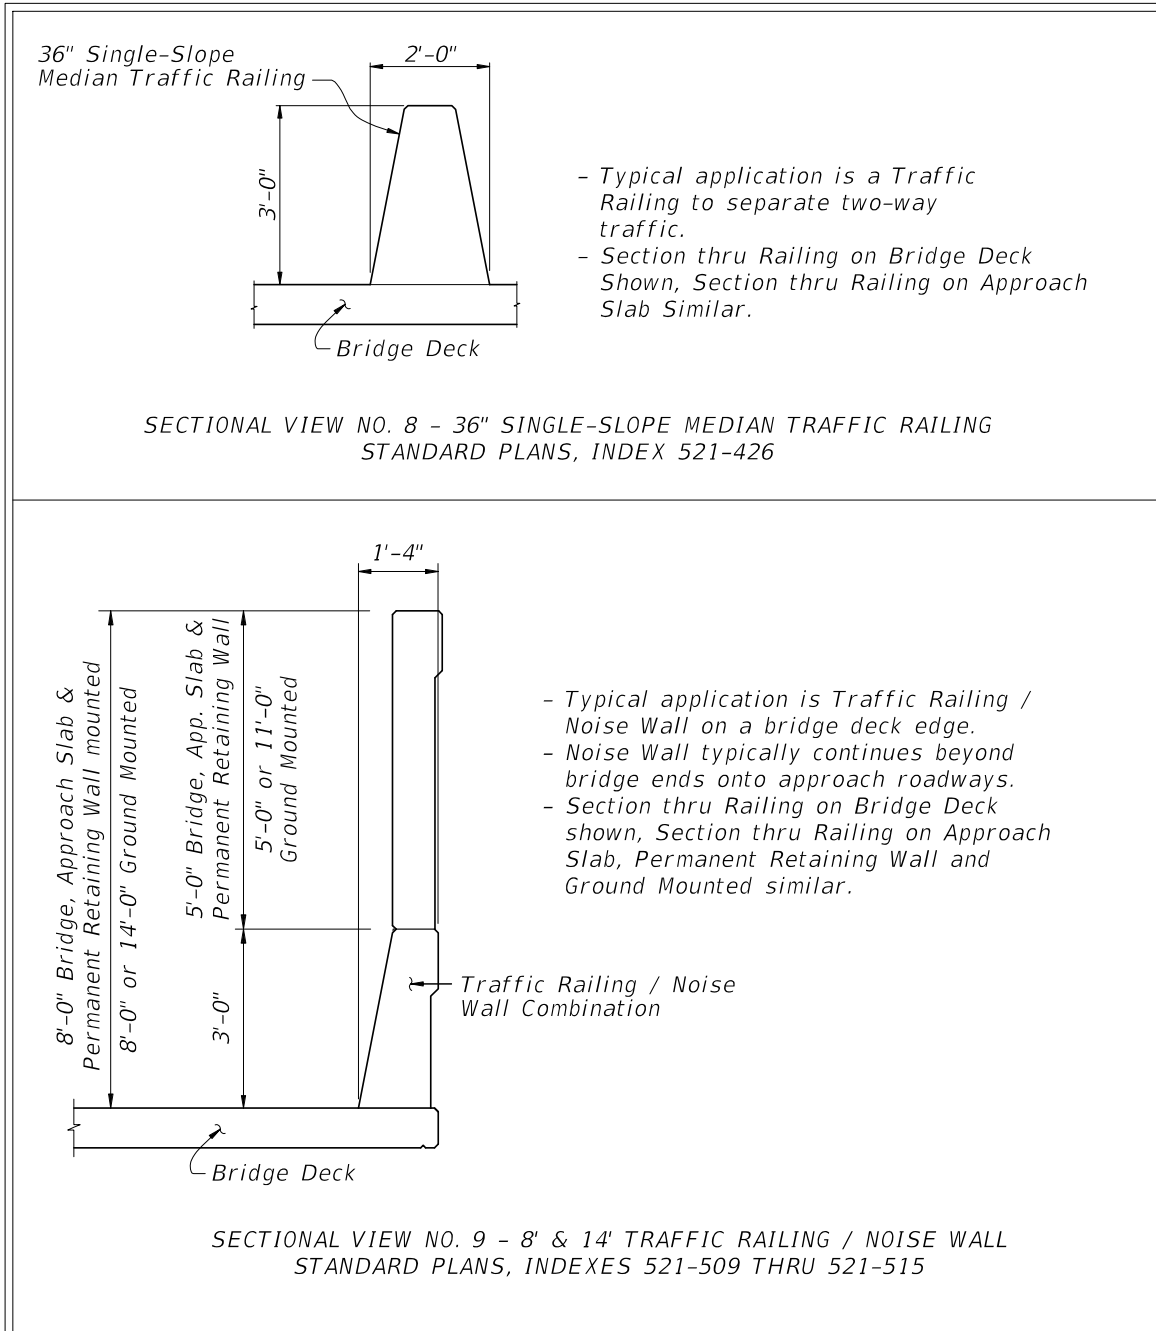 36" Single-Slope
Median Traffic Railing
2'-0"
3'-0"
- Typical application is a Traffic
Railing to separate two-way
traffic.
- Section thru Railing on Bridge Deck
Shown, Section thru Railing on Approach
Slab Similar.
Bridge Deck
SECTIONAL VIEW NO. 8 - 36" SINGLE-SLOPE MEDIAN TRAFFIC RAILING
STANDARD PLANS, INDEX 521-426
1'-4"
8'-0" Bridge, Approach Slab &
Permanent Retaining Wall mounted
8'-0" or 14'-0" Ground Mounted
5'-0" Bridge, App. Slab &
Permanent Retaining Wall
5'-0" or 11'-0"
Ground Mounted
3'-0"
- Typical application is Traffic Railing /
Noise Wall on a bridge deck edge.
- Noise Wall typically continues beyond
bridge ends onto approach roadways.
- Section thru Railing on Bridge Deck
shown, Section thru Railing on Approach
Slab, Permanent Retaining Wall and
Ground Mounted similar.
Traffic Railing / Noise
Wall Combination
Bridge Deck
SECTIONAL VIEW NO. 9 - 8' & 14' TRAFFIC RAILING / NOISE WALL
STANDARD PLANS, INDEXES 521-509 THRU 521-515